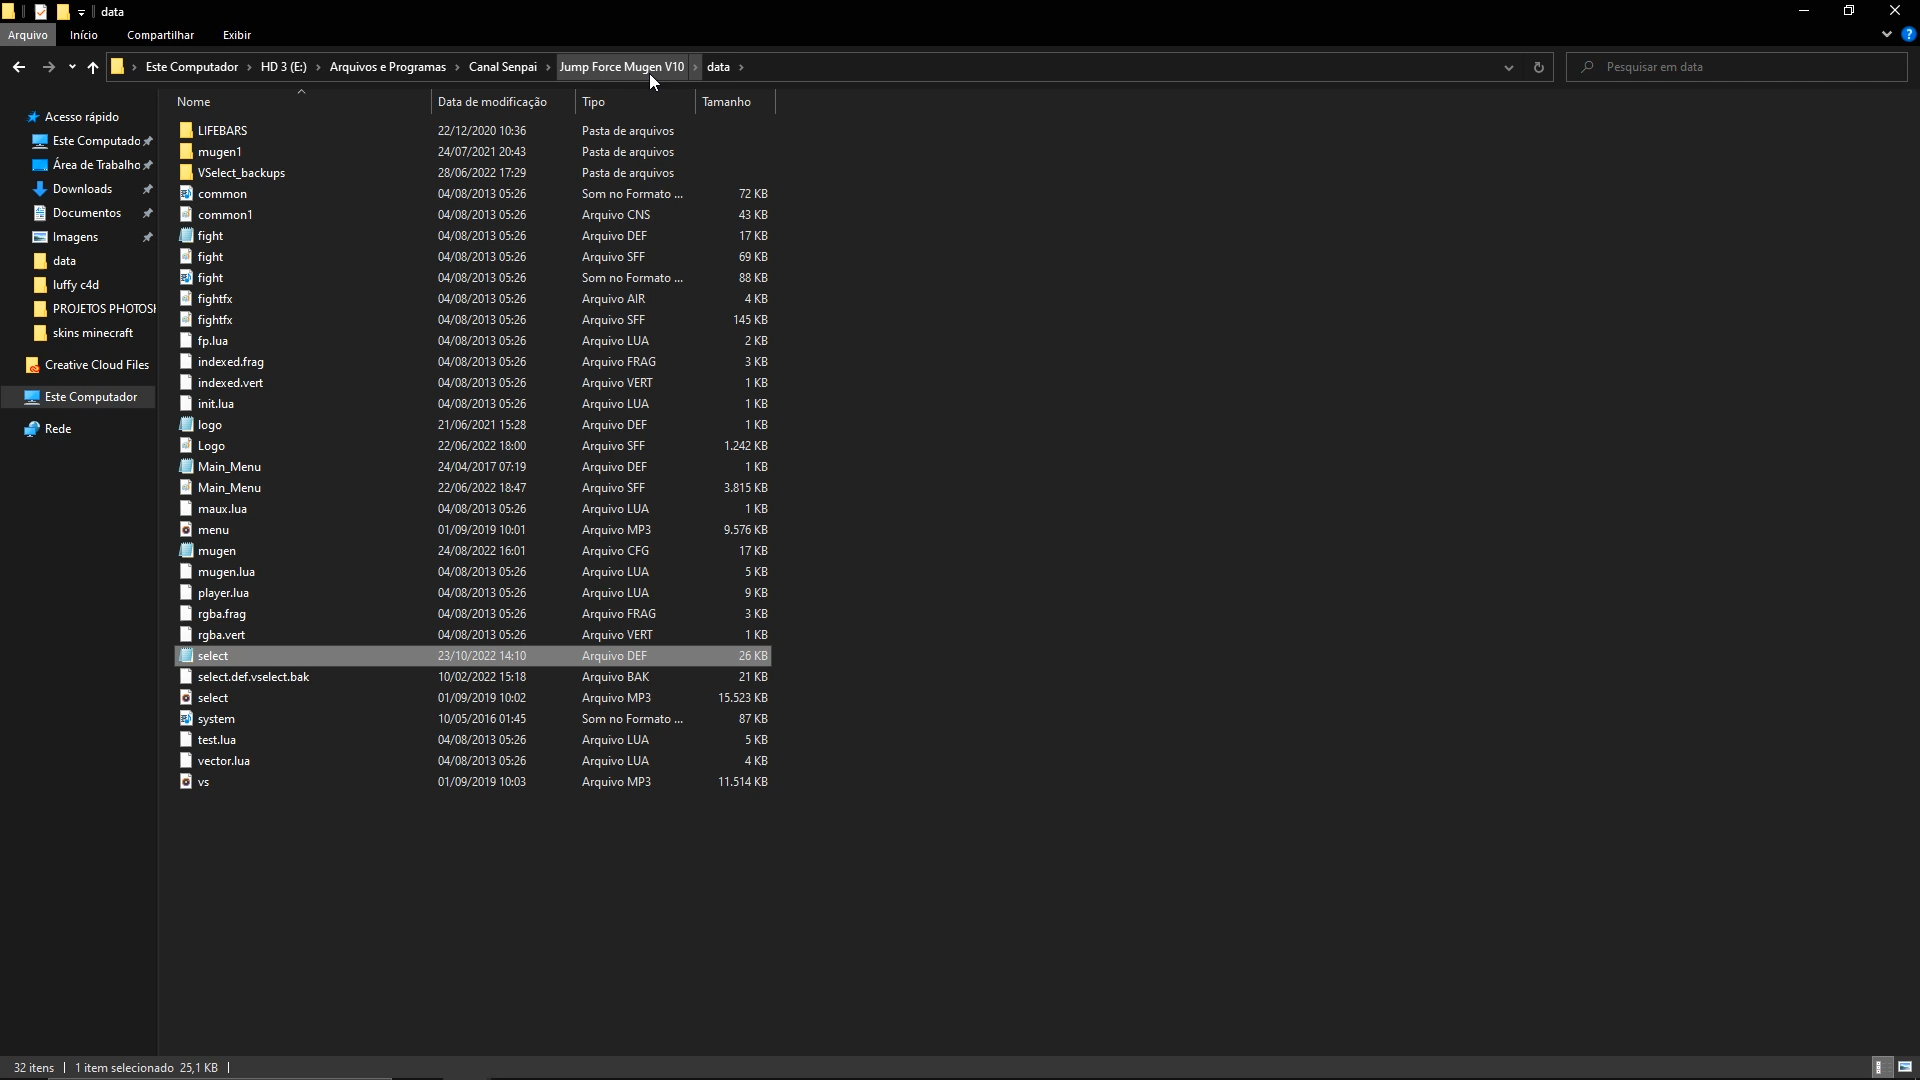 data
Arquivo Início Compartilhar Exibir
Este Computador HD 3 (E:) Arquivos e Programas Canal Senpai Jump Force Mugen V10 data Pesquisar em data
Nome Data de modificação Tipo Tamanho
Acesso rápido
Este Computado
Área de Trabalho
Downloads
Documentos
Imagens
data
luffy c4d
PROJETOS PHOTOSH
skins minecraft
Creative Cloud Files
Este Computador
Rede
LIFEBARS 22/12/2020 10:36 Pasta de arquivos
mugen1 24/07/2021 20:43 Pasta de arquivos
VSelect_backups 28/06/2022 17:29 Pasta de arquivos
common 04/08/2013 05:26 Som no Formato ... 72 KB
common1 04/08/2013 05:26 Arquivo CNS 43 KB
fight 04/08/2013 05:26 Arquivo DEF 17 KB
fight 04/08/2013 05:26 Arquivo SFF 69 KB
fight 04/08/2013 05:26 Som no Formato ... 88 KB
fightfx 04/08/2013 05:26 Arquivo AIR 4 KB
fightfx 04/08/2013 05:26 Arquivo SFF 145 KB
fp.lua 04/08/2013 05:26 Arquivo LUA 2 KB
indexed.frag 04/08/2013 05:26 Arquivo FRAG 3 KB
indexed.vert 04/08/2013 05:26 Arquivo VERT 1 KB
init.lua 04/08/2013 05:26 Arquivo LUA 1 KB
logo 21/06/2021 15:28 Arquivo DEF 1 KB
Logo 22/06/2022 18:00 Arquivo SFF 1.242 KB
Main_Menu 24/04/2017 07:19 Arquivo DEF 1 KB
Main_Menu 22/06/2022 18:47 Arquivo SFF 3.815 KB
maux.lua 04/08/2013 05:26 Arquivo LUA 1 KB
menu 01/09/2019 10:01 Arquivo MP3 9.576 KB
mugen 24/08/2022 16:01 Arquivo CFG 17 KB
mugen.lua 04/08/2013 05:26 Arquivo LUA 5 KB
player.lua 04/08/2013 05:26 Arquivo LUA 9 KB
rgba.frag 04/08/2013 05:26 Arquivo FRAG 3 KB
rgba.vert 04/08/2013 05:26 Arquivo VERT 1 KB
select 23/10/2022 14:10 Arquivo DEF 26 KB
select.def.vselect.bak 10/02/2022 15:18 Arquivo BAK 21 KB
select 01/09/2019 10:02 Arquivo MP3 15.523 KB
system 10/05/2016 01:45 Som no Formato ... 87 KB
test.lua 04/08/2013 05:26 Arquivo LUA 5 KB
vector.lua 04/08/2013 05:26 Arquivo LUA 4 KB
vs 01/09/2019 10:03 Arquivo MP3 11.514 KB
32 itens 1 item selecionado 25,1 KB